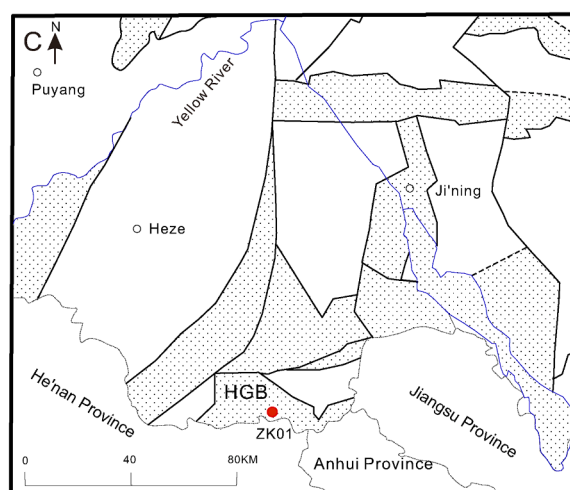 C
N
Puyang
Yellow River
Ji'ning
Heze
He'nan Province
HGB
ZK01
Jiangsu Province
Anhui Province
0 40 80KM